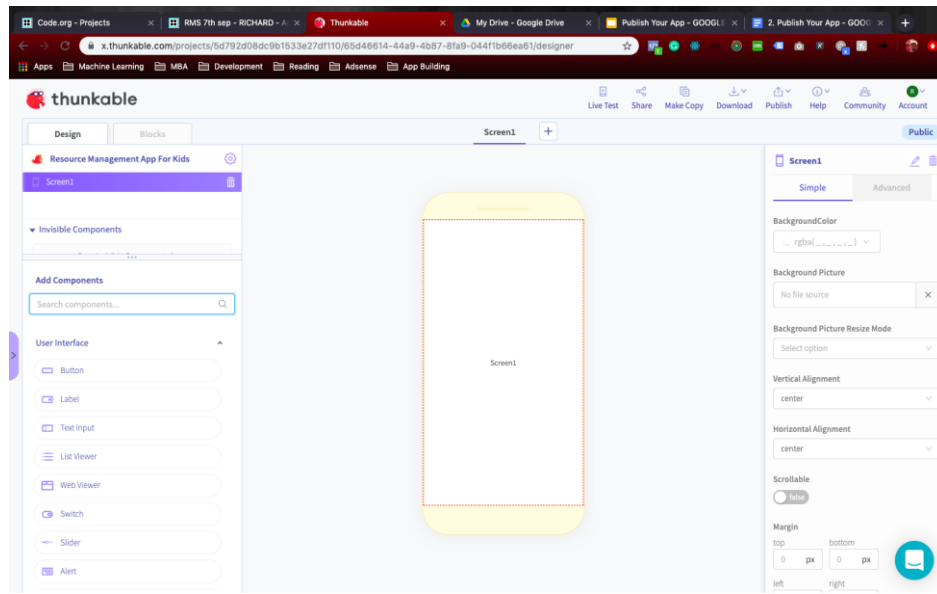 Code.org - Projects
RMS 7th sep - RICHARD - A
Thunkable
My Drive - Google Drive
Publish Your App - GOOGL
2. Publish Your App - GOOG
x.thunkable.com/projects/5d792d08dc9b1533e27df110/65d46614-44a9-4b87-8fa9-044f1b66ea61/designer
Apps Machine Learning MBA Development Reading Adsense App Building
thunkable
Live Test Share Make Copy Download Publish Help Community Account
Design Blocks Screen1 + Public
Resource Management App For Kids
Screen1
Invisible Components
Add Components
Search components...
User Interface
Button
Label
Text Input
List Viewer
Web Viewer
Switch
Slider
Alert
Screen1
Screen1
Simple Advanced
BackgroundColor
rgba(_,_,_,_)
Background Picture
No file source
Background Picture Resize Mode
Select option
Vertical Alignment
center
Horizontal Alignment
center
Scrollable
false
Margin
top bottom
0 px 0 px
left right